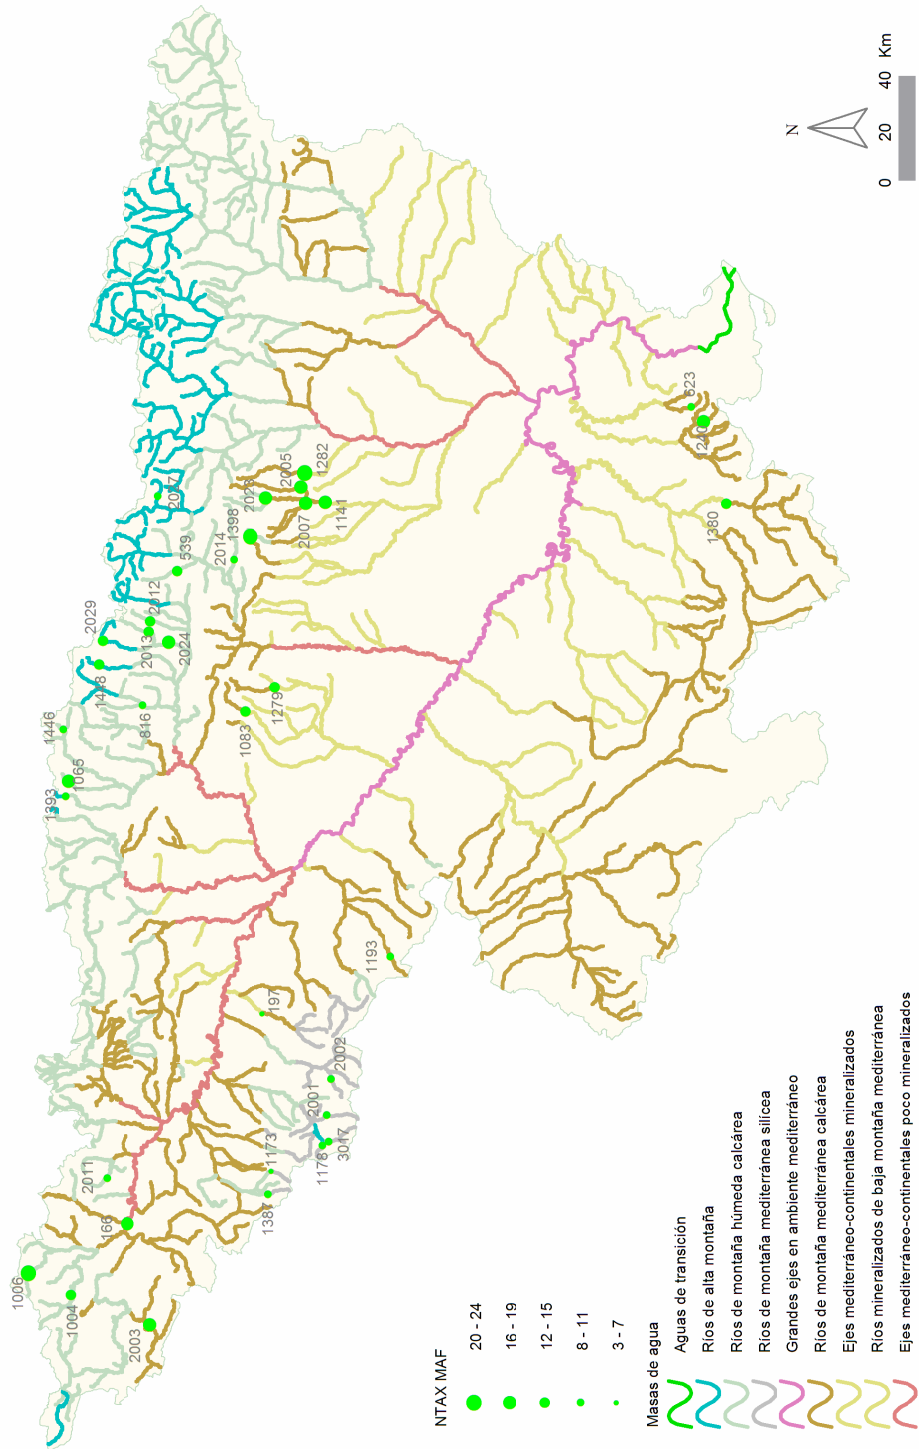 1006
1446
1393
1004
1065
2011
2029
1448
166
2003
816
2013
2012
2027
2024
539
2014
1398
1083
1387
1173
197
1279
2005
2007
1178
2001
1282
3017
2002
1141
1193
623
1240
1380
N
0 20 40 Km
NTAX MAF
20 - 24
16 - 19
12 - 15
8 - 11
3 - 7
Masas de agua
Aguas de transición
Ríos de alta montaña
Ríos de montaña húmeda calcárea
Ríos de montaña mediterránea silícea
Grandes ejes en ambiente mediterráneo
Ríos de montaña mediterránea calcárea
Ejes mediterráneo-continentales mineralizados
Ríos mineralizados de baja montaña mediterránea
Ejes mediterráneo-continentales poco mineralizados